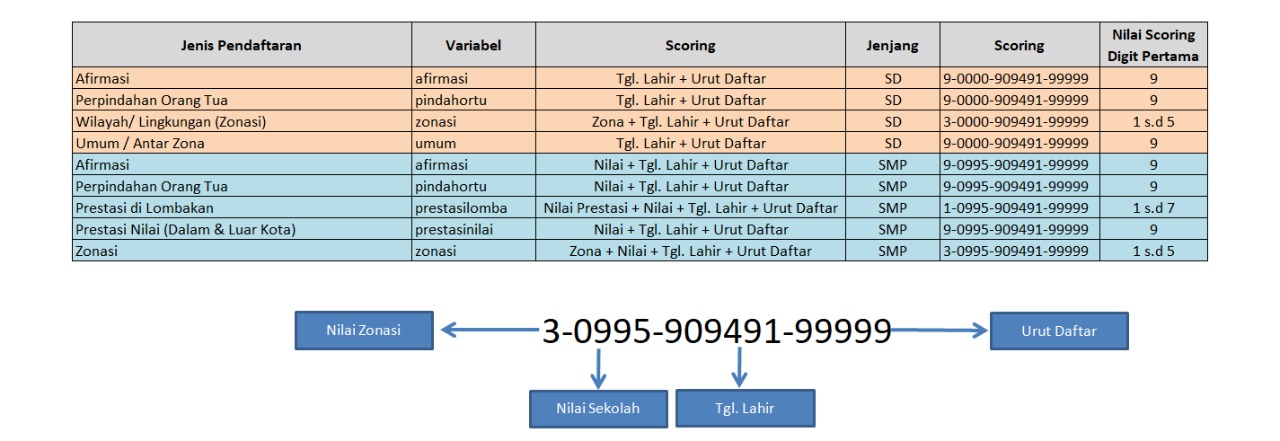 Jenis Pendaftaran Variabel Scoring Jenjang Scoring Nilai Scoring Digit Pertama
Afirmasi afirmasi Tgl. Lahir + Urut Daftar SD 9-0000-909491-99999 9
Perpindahan Orang Tua pindahortu Tgl. Lahir + Urut Daftar SD 9-0000-909491-99999 9
Wilayah/ Lingkungan (Zonasi) zonasi Zona + Tgl. Lahir + Urut Daftar SD 3-0000-909491-99999 1 s.d 5
Umum / Antar Zona umum Tgl. Lahir + Urut Daftar SD 9-0000-909491-99999 9
Afirmasi afirmasi Nilai + Tgl. Lahir + Urut Daftar SMP 9-0995-909491-99999 9
Perpindahan Orang Tua pindahortu Nilai + Tgl. Lahir + Urut Daftar SMP 9-0995-909491-99999 9
Prestasi di Lombakan prestasilomba Nilai Prestasi + Nilai + Tgl. Lahir + Urut Daftar SMP 1-0995-909491-99999 1 s.d 7
Prestasi Nilai (Dalam & Luar Kota) prestasinilai Nilai + Tgl. Lahir + Urut Daftar SMP 9-0995-909491-99999 9
Zonasi zonasi Zona + Nilai + Tgl. Lahir + Urut Daftar SMP 3-0995-909491-99999 1 s.d 5
Nilai Zonasi 3-0995-909491-99999 Urut Daftar
Nilai Sekolah Tgl. Lahir